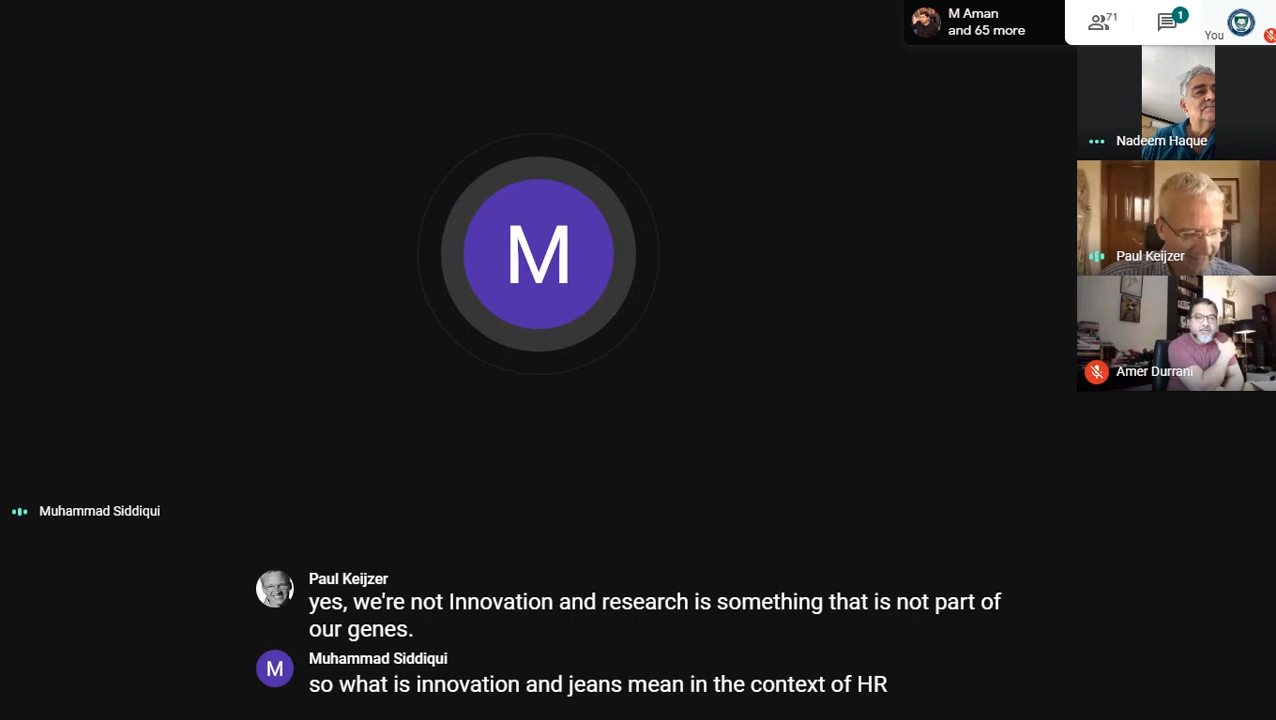 M Aman
and 65 more
71
1
You
Nadeem Haque
Paul Keijzer
Amer Durrani
M
Muhammad Siddiqui
Paul Keijzer
yes, we're not Innovation and research is something that is not part of
our genes.
M
Muhammad Siddiqui
so what is innovation and jeans mean in the context of HR